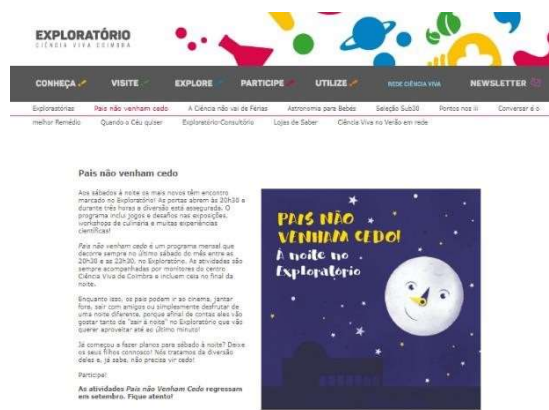 EXPLORATÓRIO
CIÊNCIA VIVA COIMBRA
CONHEÇA VISITE EXPLORE PARTICIPE UTILIZE REDE CIÊNCIA VIVA NEWSLETTER
Exploratórias Pais não venham cedo A Ciência não vai de Férias Astronomia para Bebés Seleção Sub30 Pontos nos iii Conversar é o
melhor Remédio Quando o Céu quiser Exploratório-Consultório Lojas de Saber Ciência Viva no Verão em rede
Pais não venham cedo
Aos sábados à noite os mais novos têm encontro
marcado no Exploratório! As portas abrem às 20h30 e
durante três horas a diversão está assegurada. O
programa inclui jogos e desafios nas exposições,
workshops de culinária e muitas experiências
científicas!
Pais não venham cedo é um programa mensal que
decorre sempre no último sábado do mês entre as
20h30 e as 23h30, no Exploratório. As atividades são
sempre acompanhadas por monitores do centro
Ciência Viva de Coimbra e incluem ceia no final da
noite.
Enquanto isso, os pais podem ir ao cinema, jantar
fora, sair com amigos ou simplesmente desfrutar de
uma noite diferente, porque afinal de contas eles vão
gostar tanto da "sair à noite" no Exploratório que vão
querer aproveitar até ao último minuto!
Já começou a fazer planos para sábado à noite? Deixe
os seus filhos connosco! Nós tratamos da diversão
deles e, já sabe, não precisa vir cedo!
Participe!
As atividades Pais não Venham Cedo regressam
em setembro. Fique atento!
PAIS NÃO
VENHAM CEDO!
A noite no
Exploratório